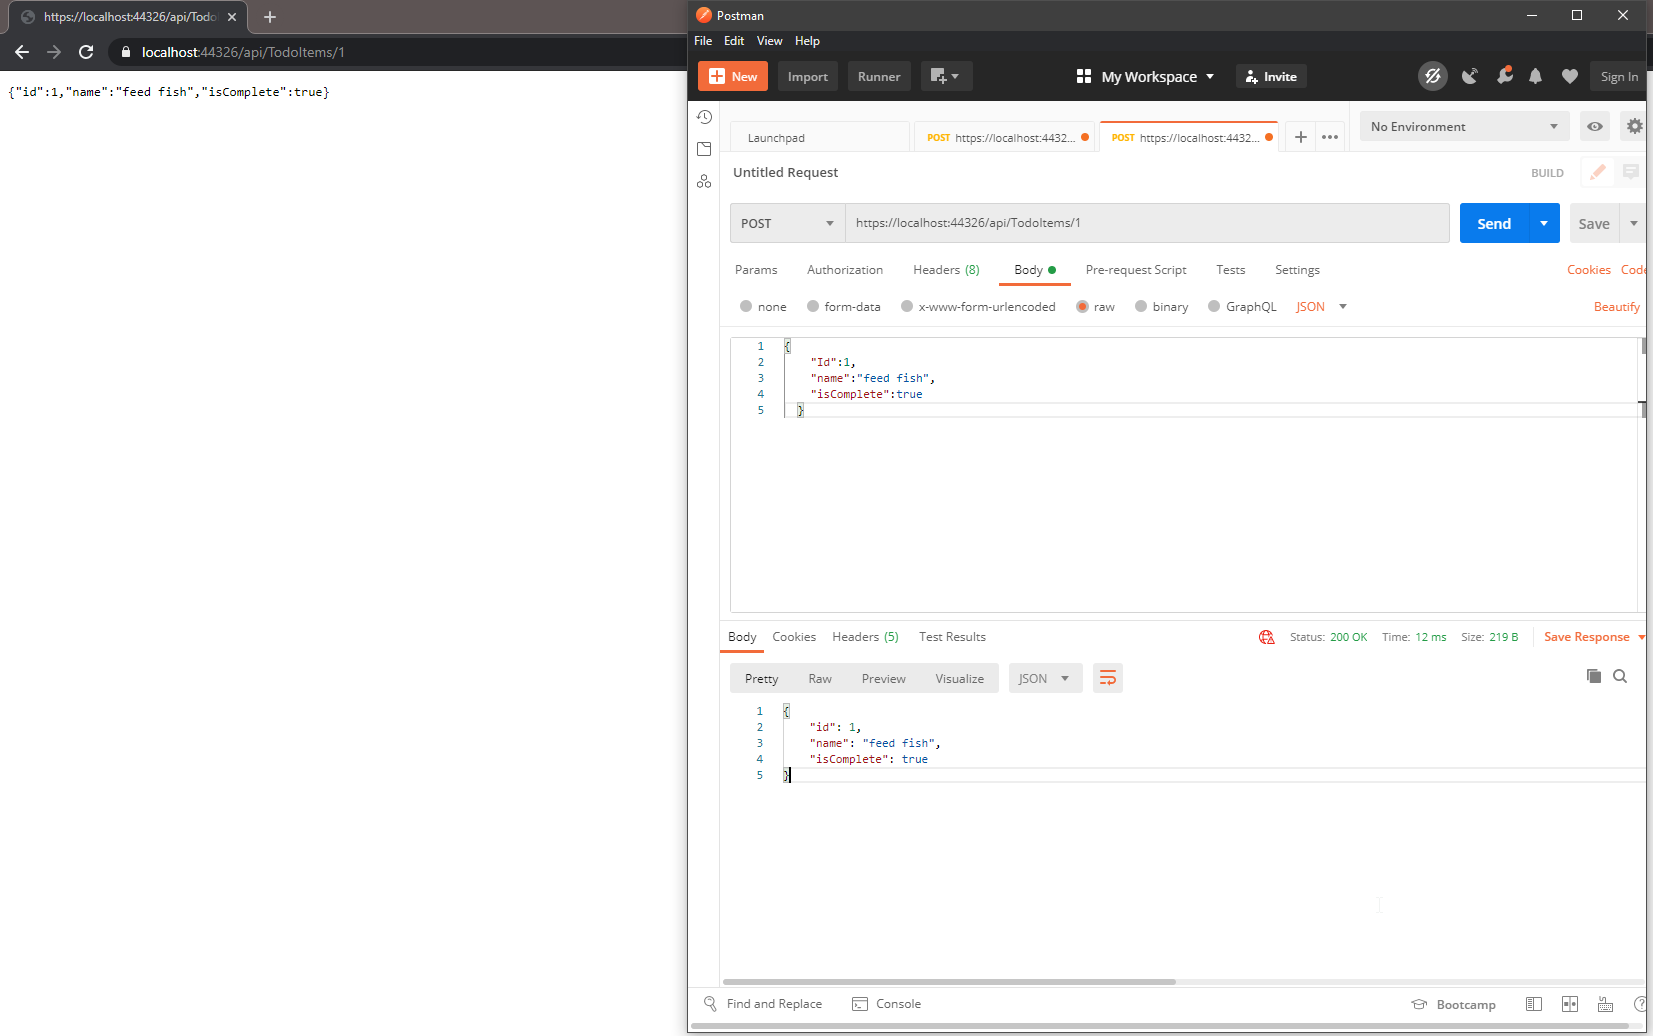 https://localhost:44326/api/Todo
localhost:44326/api/TodoItems/1
{"id":1,"name":"feed fish","isComplete":true}
Postman
File Edit View Help
New Import Runner My Workspace Invite Sign In
Launchpad POST https://localhost:4432... POST https://localhost:4432... No Environment
Untitled Request BUILD
POST https://localhost:44326/api/TodoItems/1 Send Save
Params Authorization Headers (8) Body Pre-request Script Tests Settings Cookies Code
none form-data x-www-form-urlencoded raw binary GraphQL JSON Beautify
1 {
2 "Id":1,
3 "name":"feed fish",
4 "isComplete":true
5 }
Body Cookies Headers (5) Test Results Status: 200 OK Time: 12 ms Size: 219 B Save Response
Pretty Raw Preview Visualize JSON
1 {
2 "id": 1,
3 "name": "feed fish",
4 "isComplete": true
5 }
Find and Replace Console Bootcamp